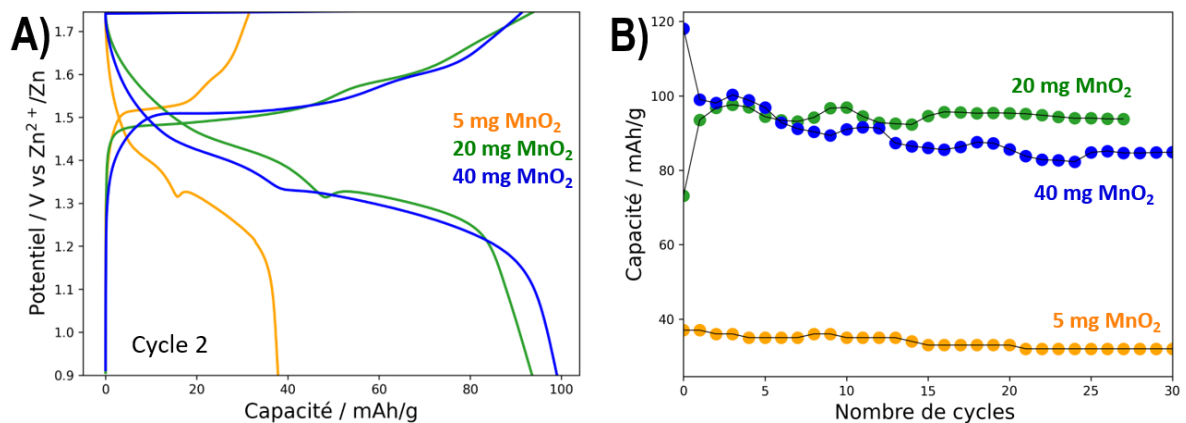 A)
Potentiel / V vs Zn²⁺/Zn
1.7
1.6
1.5
1.4
1.3
1.2
1.1
1.0
0.9
5 mg MnO₂
20 mg MnO₂
40 mg MnO₂
Cycle 2
0 20 40 60 80 100
Capacité / mAh/g
B)
Capacité / mAh/g
120
100
80
60
40
20 mg MnO₂
40 mg MnO₂
5 mg MnO₂
0 5 10 15 20 25 30
Nombre de cycles